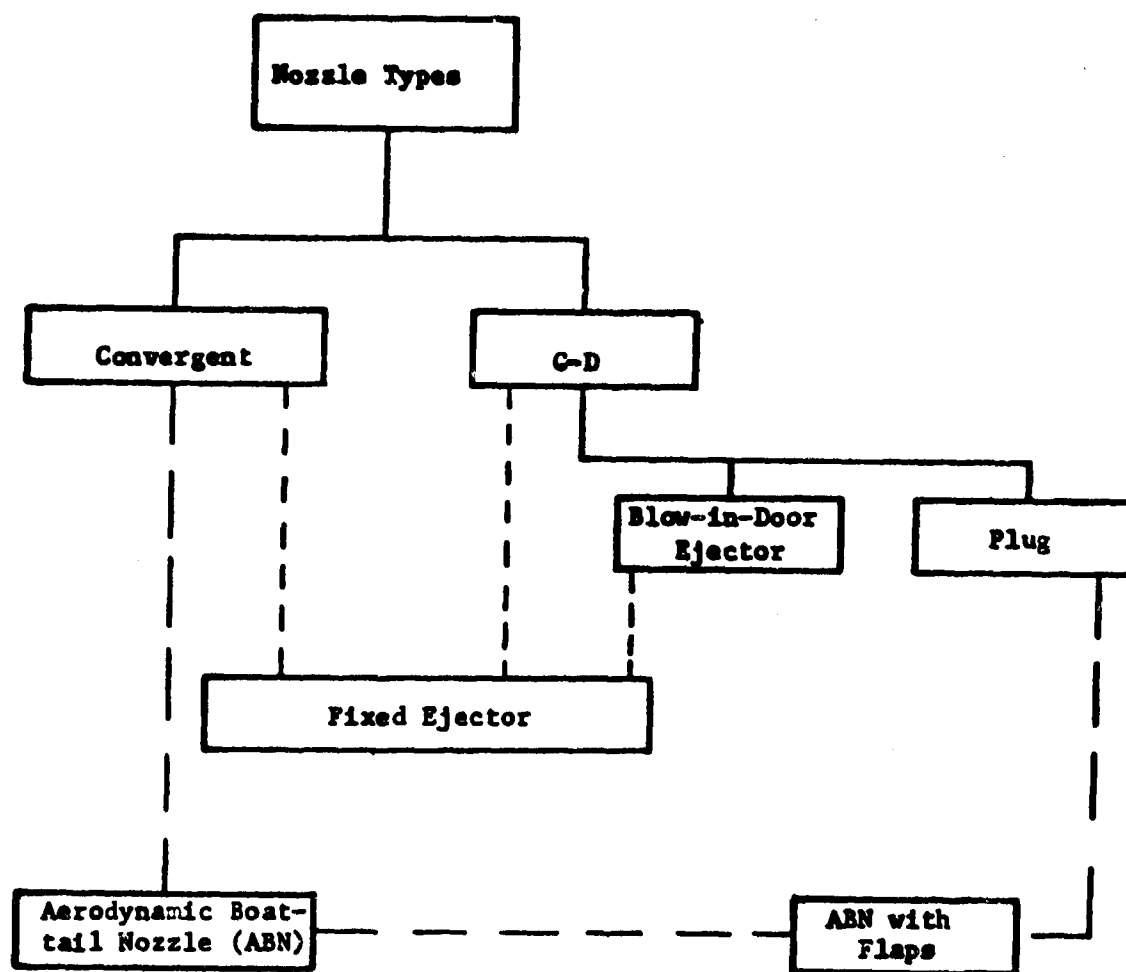 Nozzle Types
Convergent
C-D
Blow-in-Door
Ejector
Plug
Fixed Ejector
Aerodynamic Boat-
tail Nozzle (ABN)
ABN with
Flaps